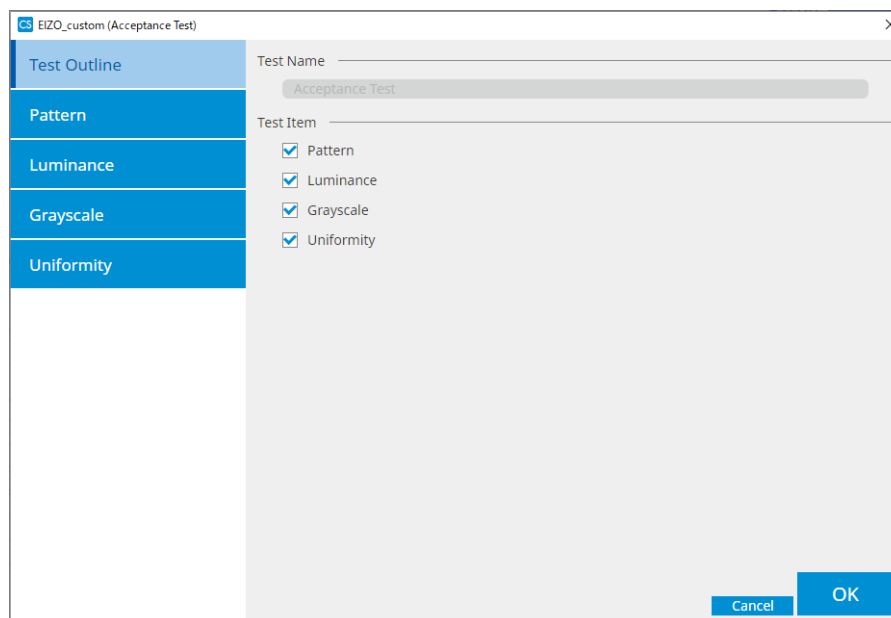 CS EIZO_custom (Acceptance Test)
Test Outline
Pattern
Luminance
Grayscale
Uniformity
Test Name
Acceptance Test
Test Item
Pattern
Luminance
Grayscale
Uniformity
Cancel
OK